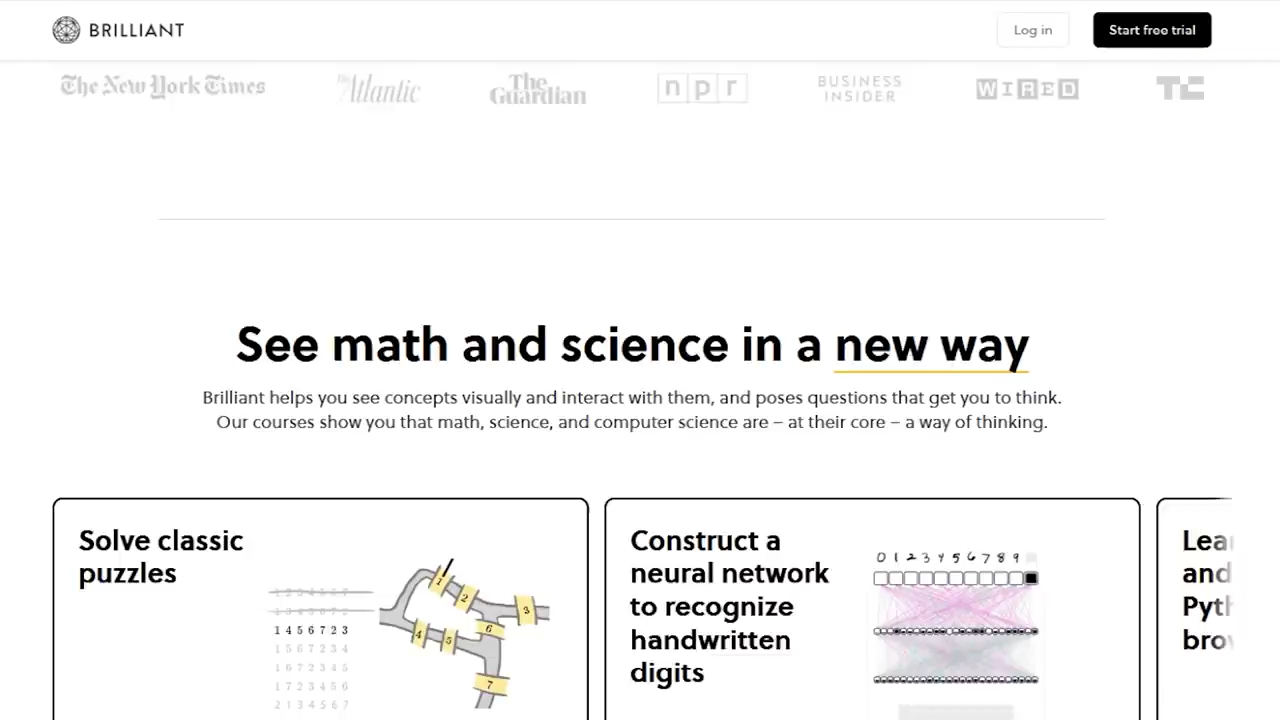 BRILLIANT
Log in
Start free trial
The New York Times
The Atlantic
The Guardian
npr
BUSINESS INSIDER
WIRED
TC
See math and science in a new way
Brilliant helps you see concepts visually and interact with them, and poses questions that get you to think.
Our courses show you that math, science, and computer science are – at their core – a way of thinking.
Solve classic
puzzles
1 4 5 6 7 2 3
1 5 6 7 2 3 4
1 6 7 2 3 4 5
1 7 2 3 4 5 6
2 1 3 4 5 6 7
1
2
3
4
5
6
7
Construct a
neural network
to recognize
handwritten
digits
0 1 2 3 4 5 6 7 8 9
and